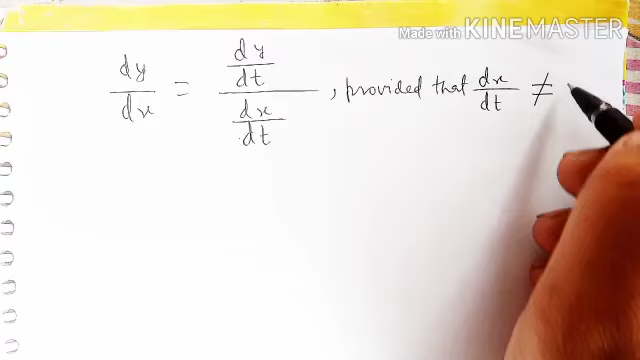 Made with KINEMASTER
dy/dx = (dy/dt)/(dx/dt), provided that dx/dt ≠